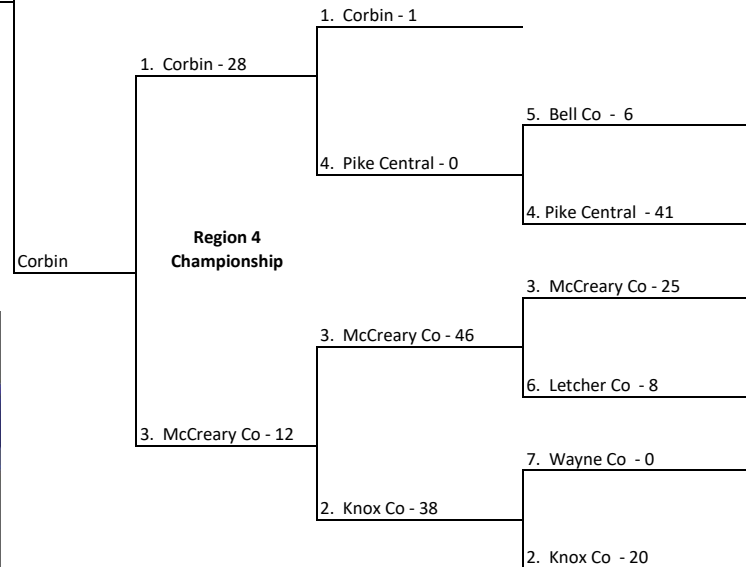 1. Corbin - 1
1. Corbin - 28
5. Bell Co - 6
4. Pike Central - 0
4. Pike Central - 41
Region 4
Championship
Corbin
3. McCreary Co - 25
3. McCreary Co - 46
6. Letcher Co - 8
3. McCreary Co - 12
7. Wayne Co - 0
2. Knox Co - 38
2. Knox Co - 20